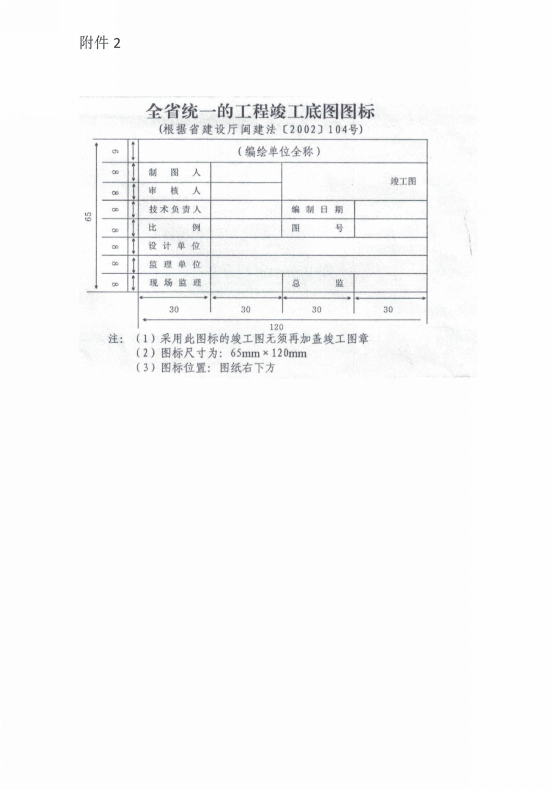 附件 2
全省统一的工程竣工底图图标
(根据省建设厅闽建法〔2002〕104号)
9 (编绘单位全称)
8 制图人
竣工图
8 审核人
65
8 技术负责人 编制日期
8 比例 图号
8 设计单位
8 监理单位
8 现场监理 总监
30 30 30 30
120
注：（1）采用此图标的竣工图无须再加盖竣工图章
（2）图标尺寸为：65mm×120mm
（3）图标位置：图纸右下方